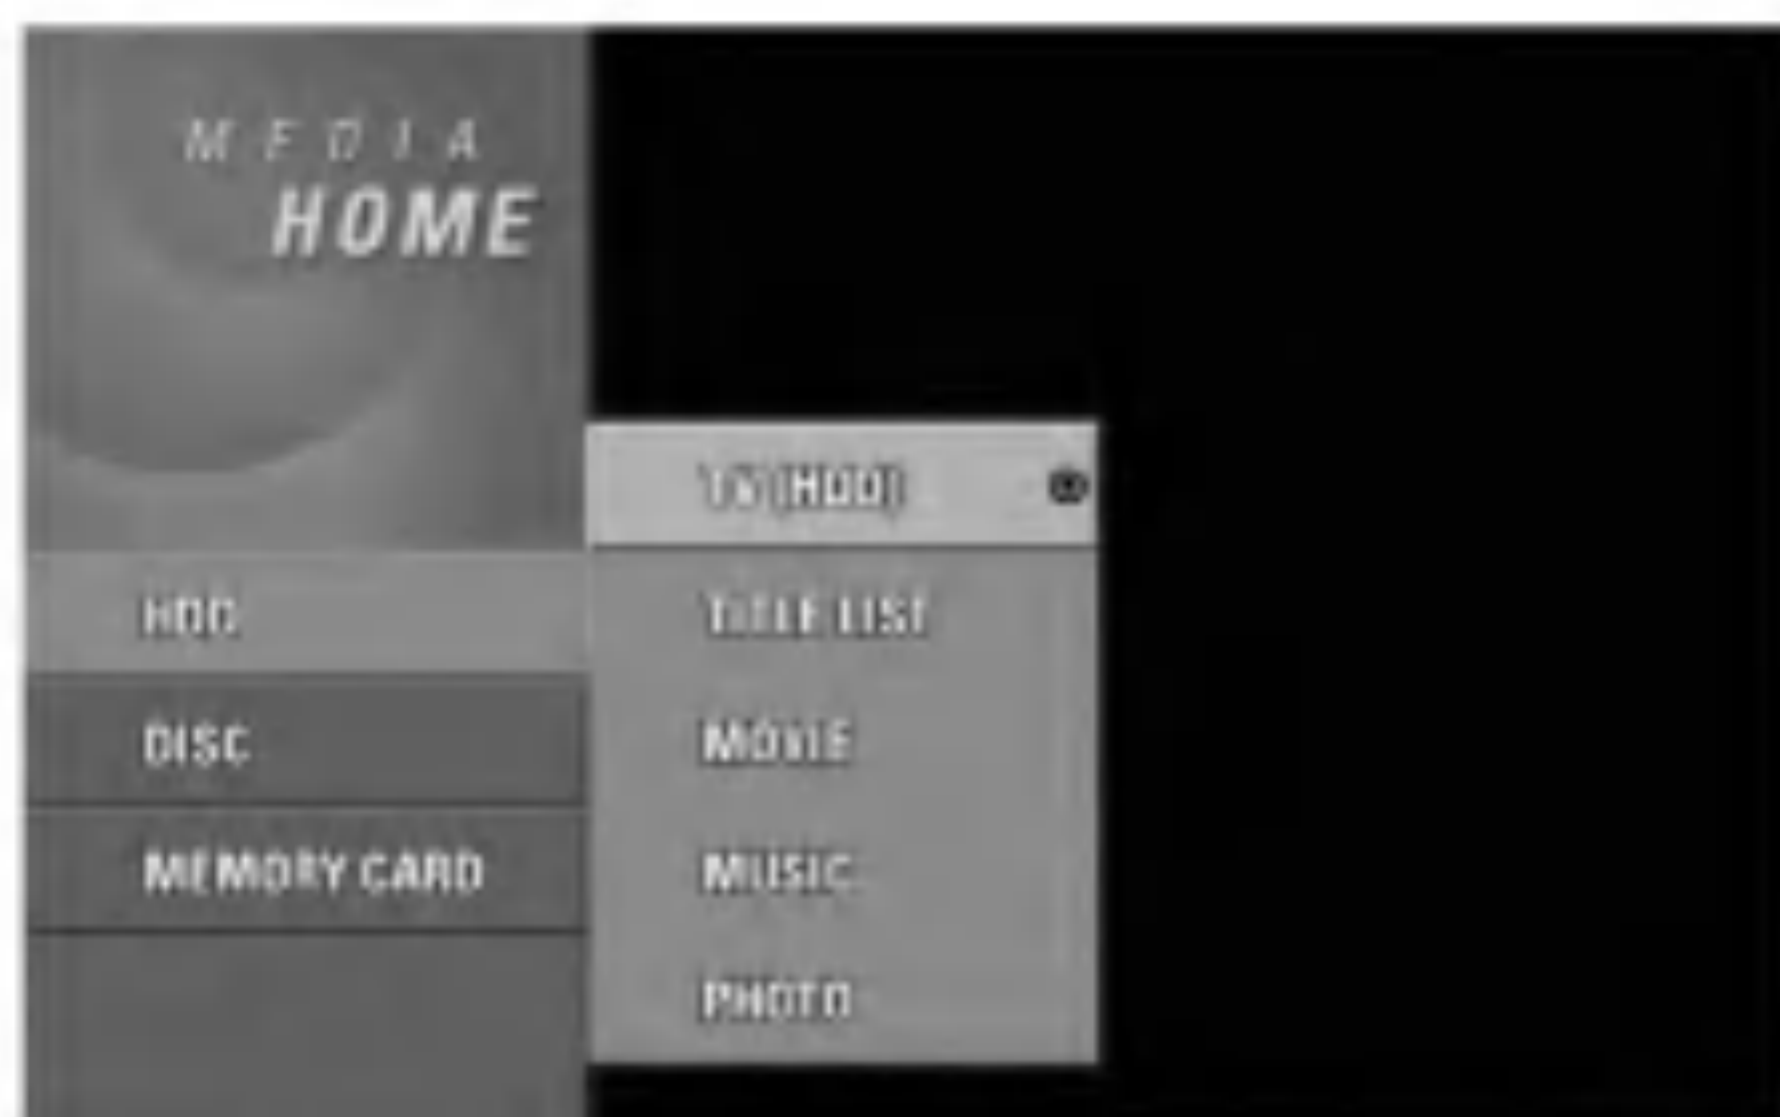 MEDIA
HOME
TV (HDD)
HDD
TITLE LIST
DISC
MOVIE
MEMORY CARD
MUSIC
PHOTO